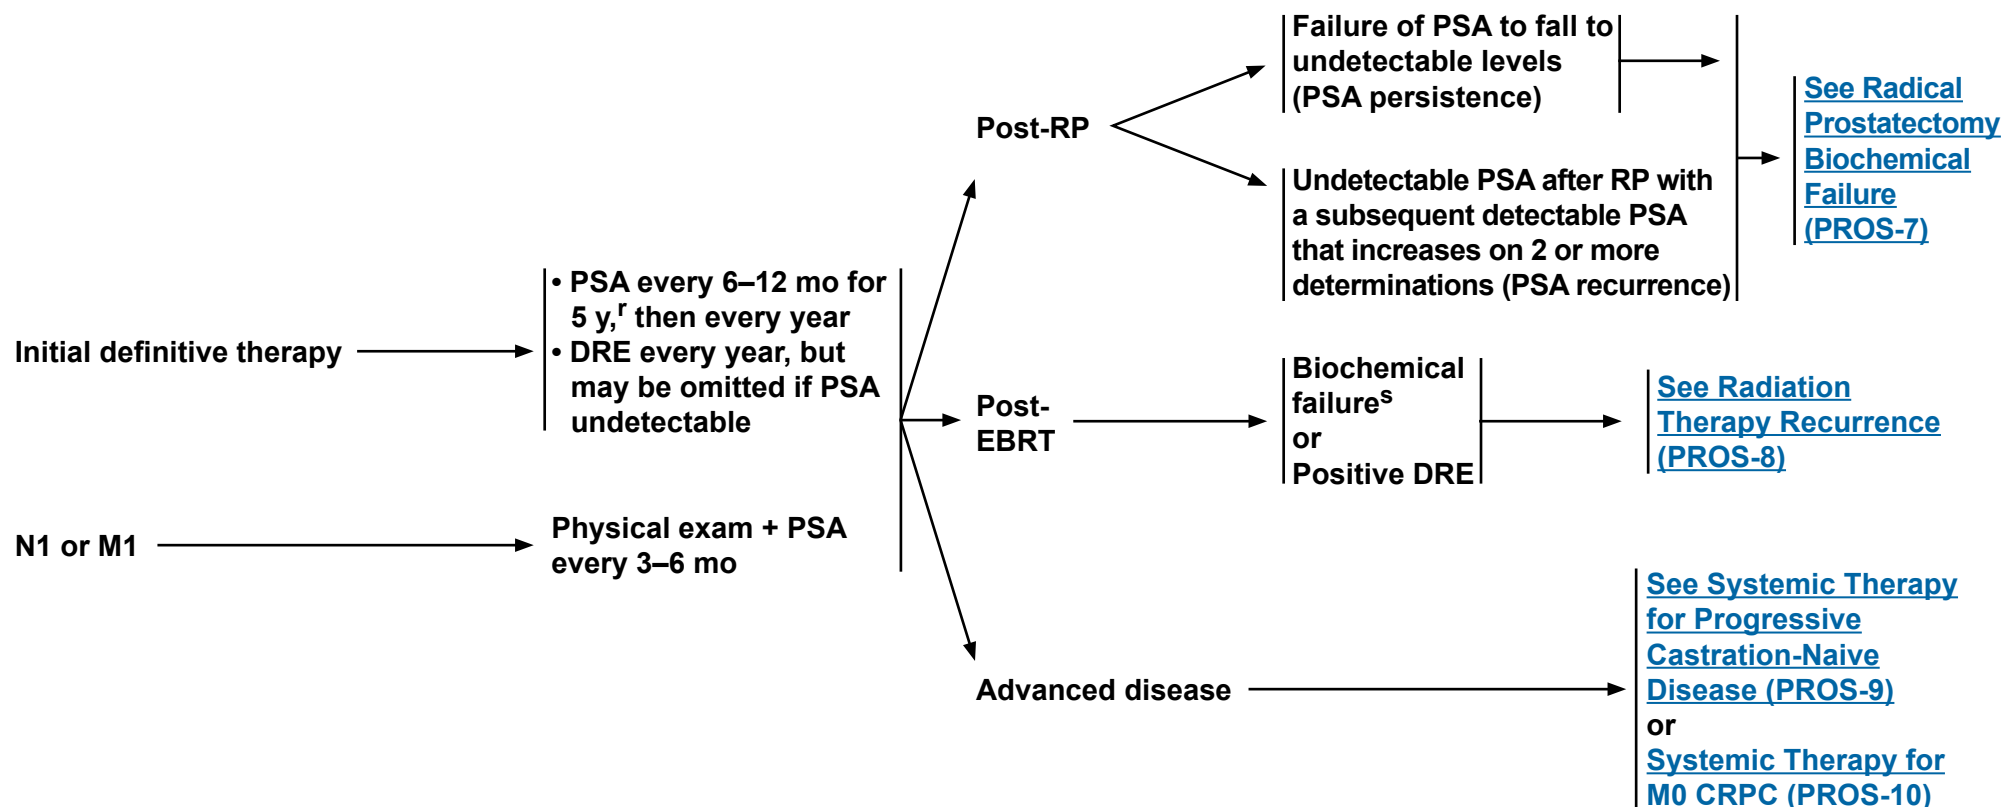 Initial definitive therapy
• PSA every 6–12 mo for
5 y,r then every year
• DRE every year, but
may be omitted if PSA
undetectable
N1 or M1
Physical exam + PSA
every 3–6 mo
Post-RP
Failure of PSA to fall to
undetectable levels
(PSA persistence)
Undetectable PSA after RP with
a subsequent detectable PSA
that increases on 2 or more
determinations (PSA recurrence)
See Radical
Prostatectomy
Biochemical
Failure
(PROS-7)
Post-
EBRT
Biochemical
failures
or
Positive DRE
See Radiation
Therapy Recurrence
(PROS-8)
Advanced disease
See Systemic Therapy
for Progressive
Castration-Naive
Disease (PROS-9)
or
Systemic Therapy for
M0 CRPC (PROS-10)